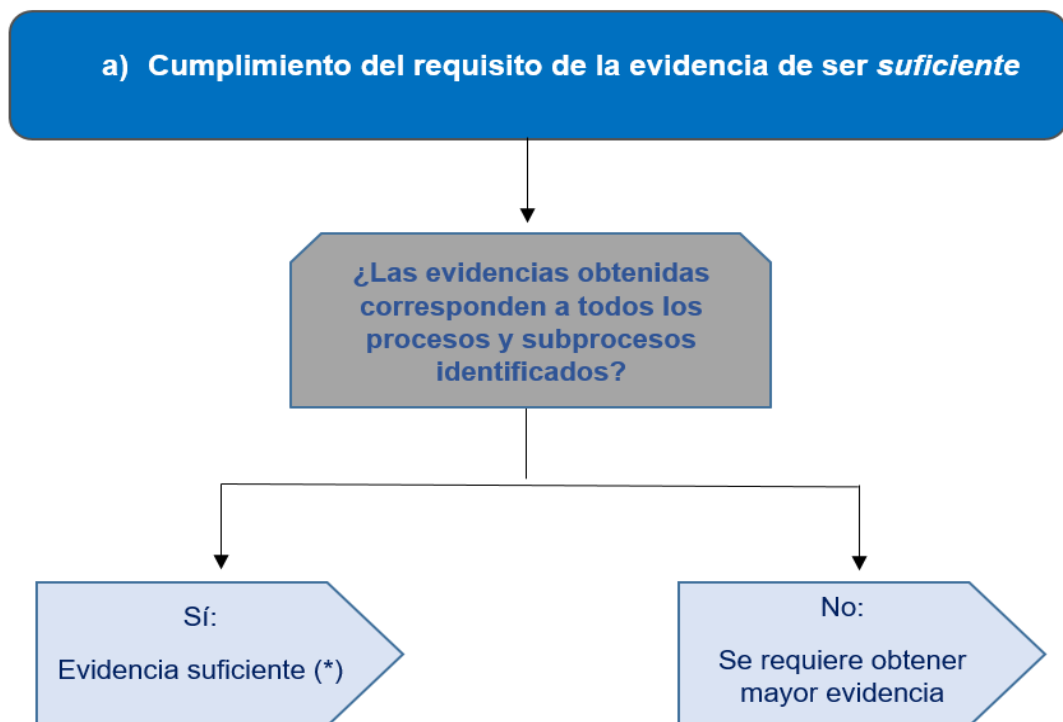 a) Cumplimiento del requisito de la evidencia de ser suficiente
¿Las evidencias obtenidas
corresponden a todos los
procesos y subprocesos
identificados?
Sí:
Evidencia suficiente (*)
No:
Se requiere obtener
mayor evidencia